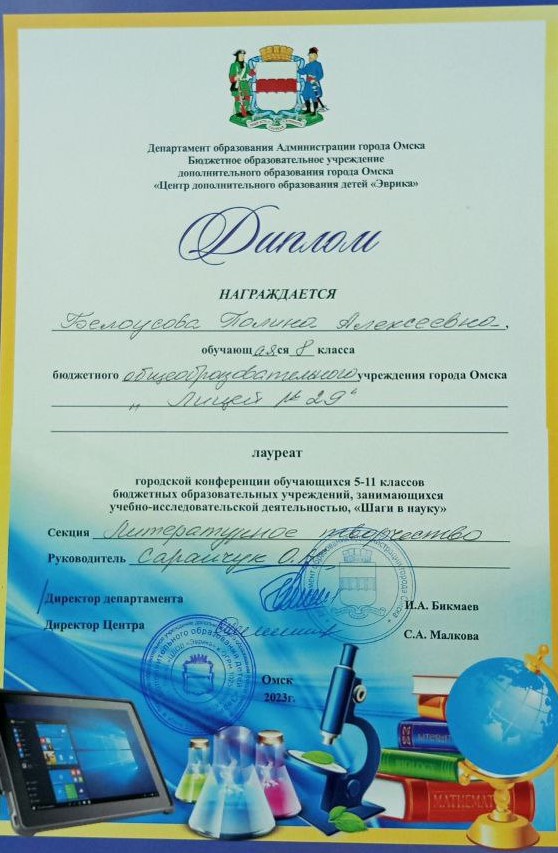 Департамент образования Администрации города Омска
Бюджетное образовательное учреждение
дополнительного образования города Омска
«Центр дополнительного образования детей «Эврика»
Диплом
НАГРАЖДАЕТСЯ
Белоусова Полина Алексеевна,
обучающаяся 8 класса
бюджетного общеобразовательного учреждения города Омска
„Лицей № 29"
лауреат
городской конференции обучающихся 5-11 классов
бюджетных образовательных учреждений, занимающихся
учебно-исследовательской деятельностью, «Шаги в науку»
Секция Литературное творчество
Руководитель Сарайчук О.
Директор департамента И.А. Бикмаев
Директор Центра С.А. Малкова
Омск
2023г.
MATHEMAT